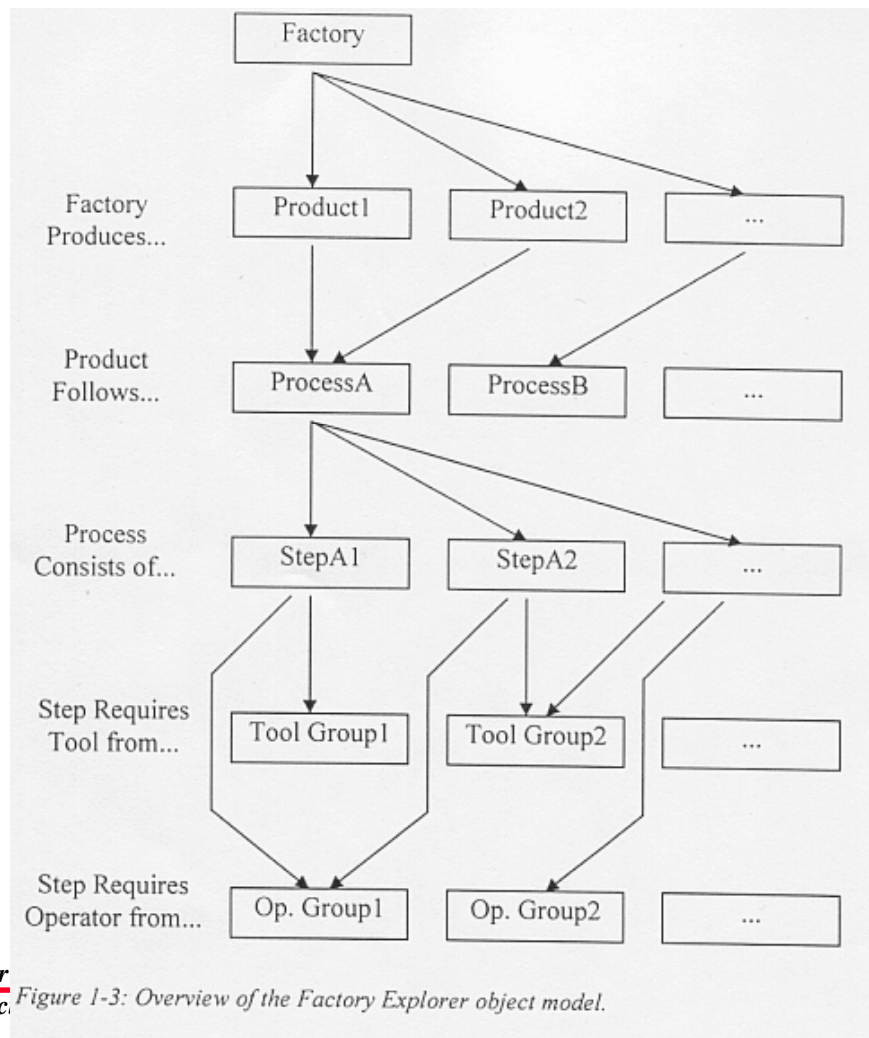 Factory
Factory
Produces...
Product1
Product2
...
Product
Follows...
ProcessA
ProcessB
...
Process
Consists of...
StepA1
StepA2
...
Step Requires
Tool from...
Tool Group1
Tool Group2
...
Step Requires
Operator from...
Op. Group1
Op. Group2
...
Figure 1-3: Overview of the Factory Explorer object model.